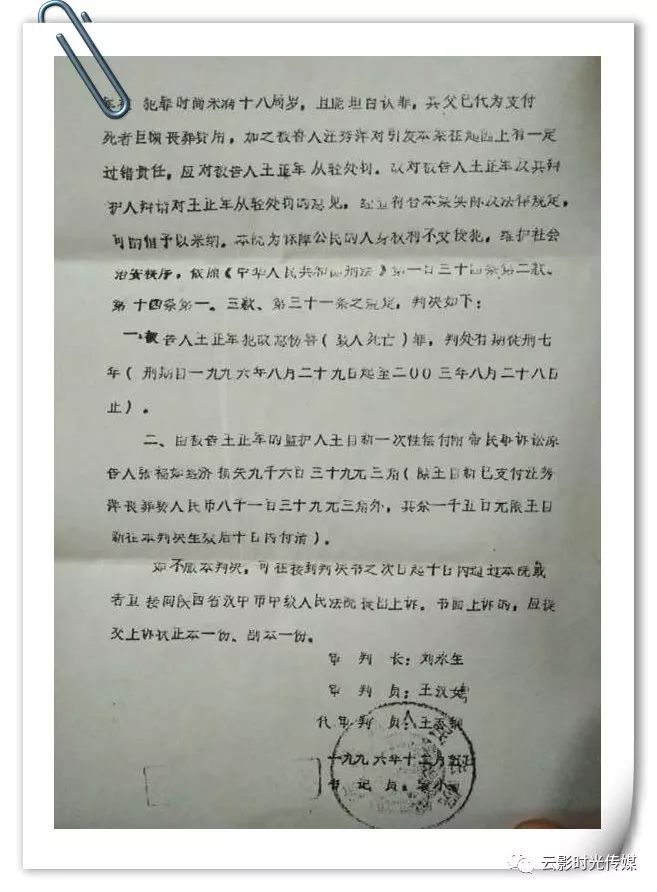 犯罪时尚未满十八周岁，且能坦白认罪，其父已代为支付
死者巨额丧葬费用，加之被害人汪秀萍对引发本案在起因上有一定
过错责任，应对被告人王正年从轻处罚。故对被告人王正年以其辩
护人辩请对王正年从轻处罚的意见，经查符合本案实际以法律规定，
可酌情予以采纳。本院为保障公民的人身权利不受侵犯，维护社会
治安秩序，依照《中华人民共和国刑法》第一百三十四条第二款、
第十四条第一、三款、第三十一条之规定，判决如下：
一、被告人王正年犯故意伤害（致人死亡）罪，判处有期徒刑七
年（刑期自一九九六年八月二十九日起至二00三年八月二十八日
止）。
二、由被告王正年的监护人王自新一次性偿付附带民事诉讼原
告人张福如经济损失九千六百三十九元三角（除王自新已支付汪秀
萍丧葬费人民币八千一百三十九元三角外，其余一千五百元限王自
新在本判决生效后十日内付清）。
如不服本判决，可在接到判决书之次日起十日内通过本院或
者直接向陕西省汉中市中级人民法院提出上诉。书面上诉的，应提
交上诉状正本一份、副本一份。
审 判 长：刘永生
审 判 员：王汉
代审判员：王
一九九六年十二月五日
书 记 员：小
云影时光传媒